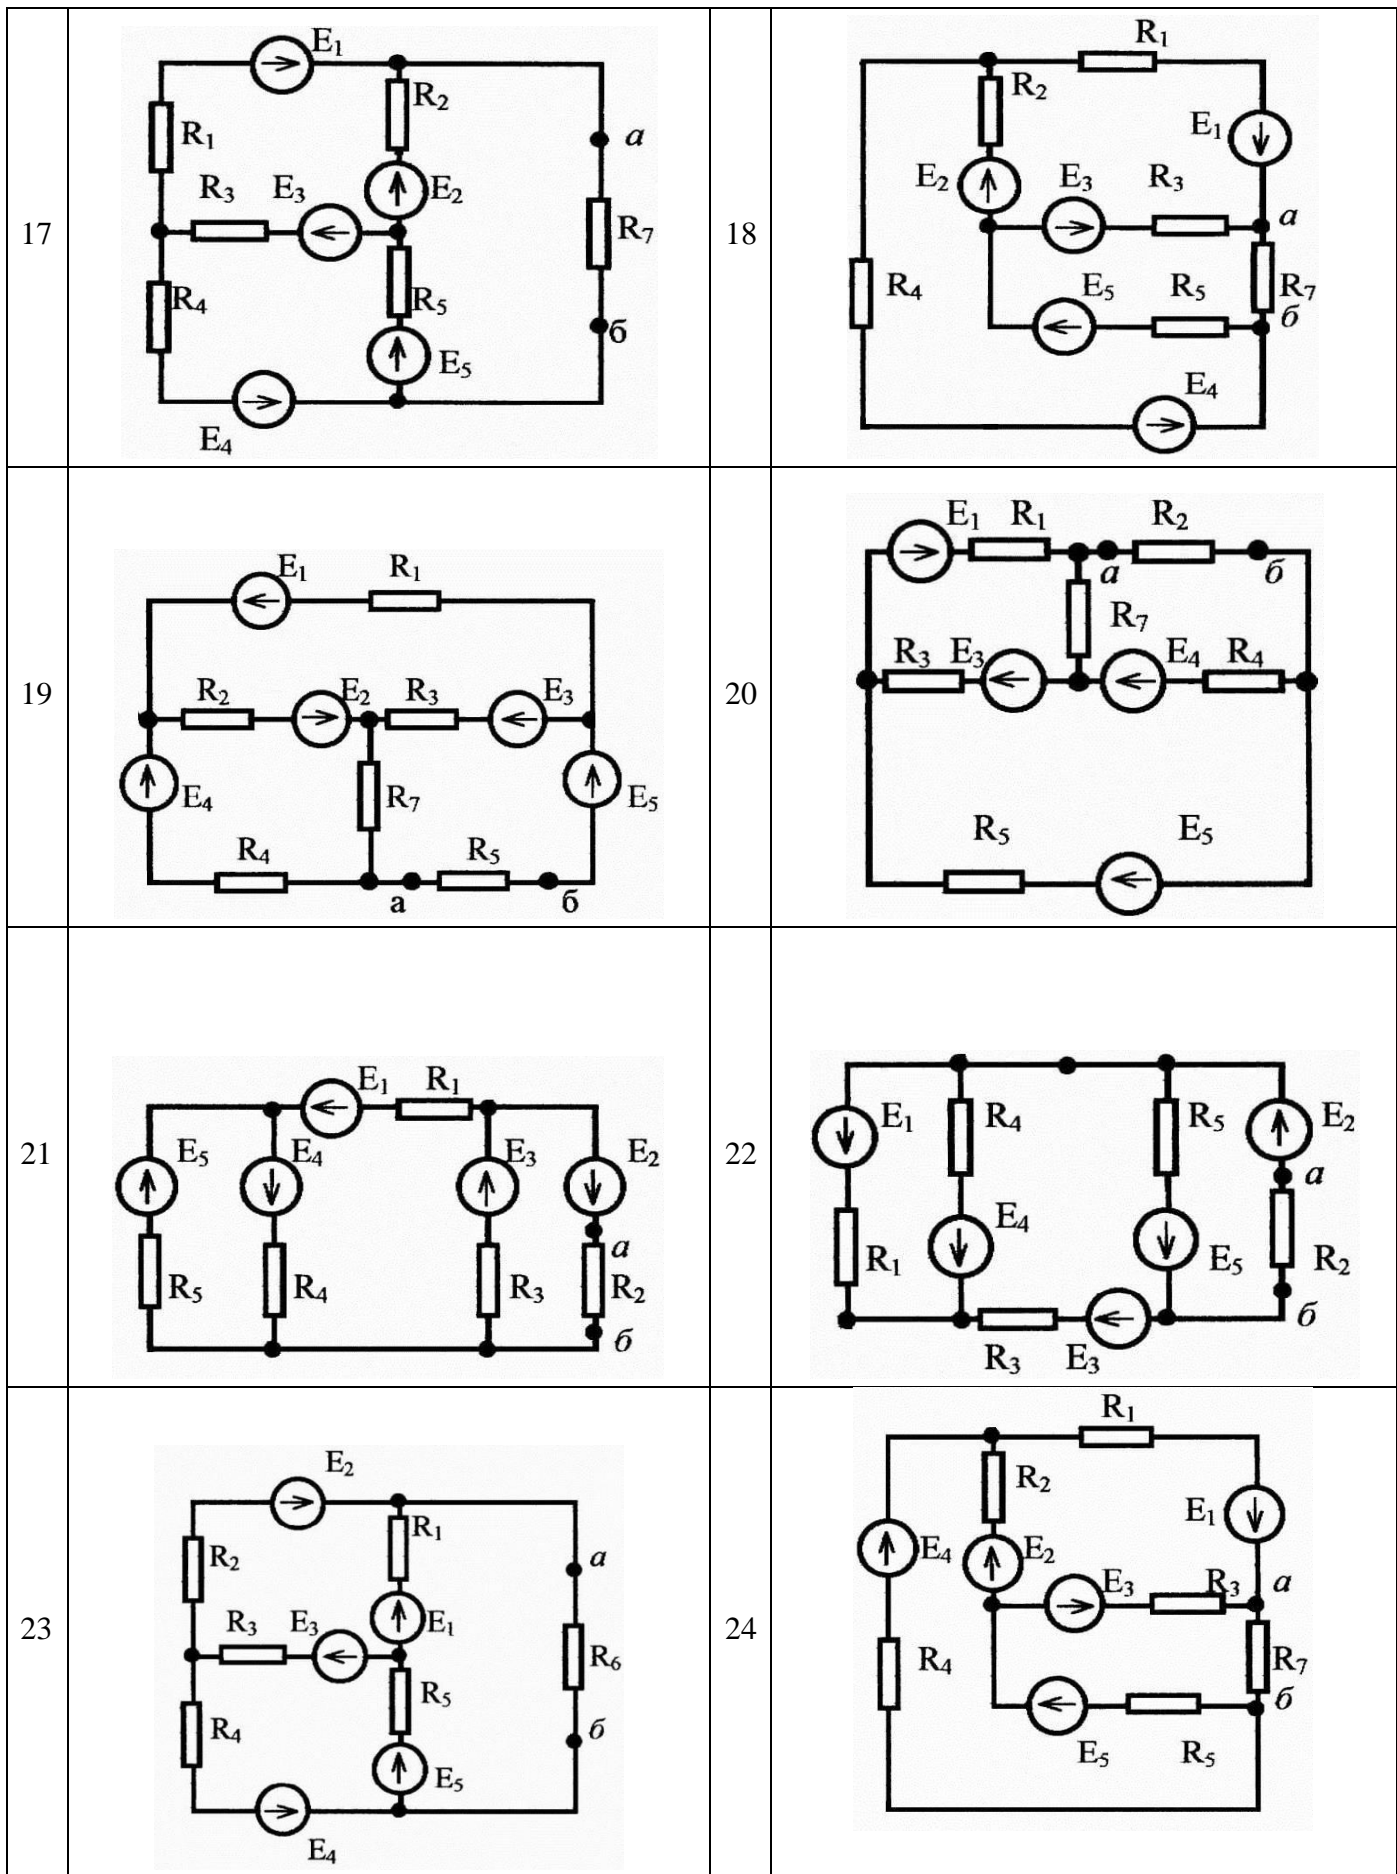 17
E₁
R₂
R₁
a
R₃ E₃ E₂
R₇
R₄ R₅
б
E₅
E₄
18
R₁
R₂
E₁
E₂ E₃ R₃
a
R₄ E₅ R₅ R₇
б
E₄
19
E₁ R₁
R₂ E₂ R₃ E₃
E₄ R₇ E₅
R₄ R₅
a б
20
E₁ R₁ R₂
a б
R₇
R₃ E₃ E₄ R₄
R₅ E₅
21
E₁ R₁
E₅ E₄ E₃ E₂
a
R₅ R₄ R₃ R₂
б
22
E₁ R₄ R₅ E₂
a
E₄
R₁ E₅ R₂
б
R₃ E₃
23
E₂
R₁
R₂ a
R₃ E₃ E₁
R₆
R₅
R₄ б
E₅
E₄
24
R₁
R₂
E₁
E₄ E₂
E₃ R₃ a
R₄ R₇
б
E₅ R₅